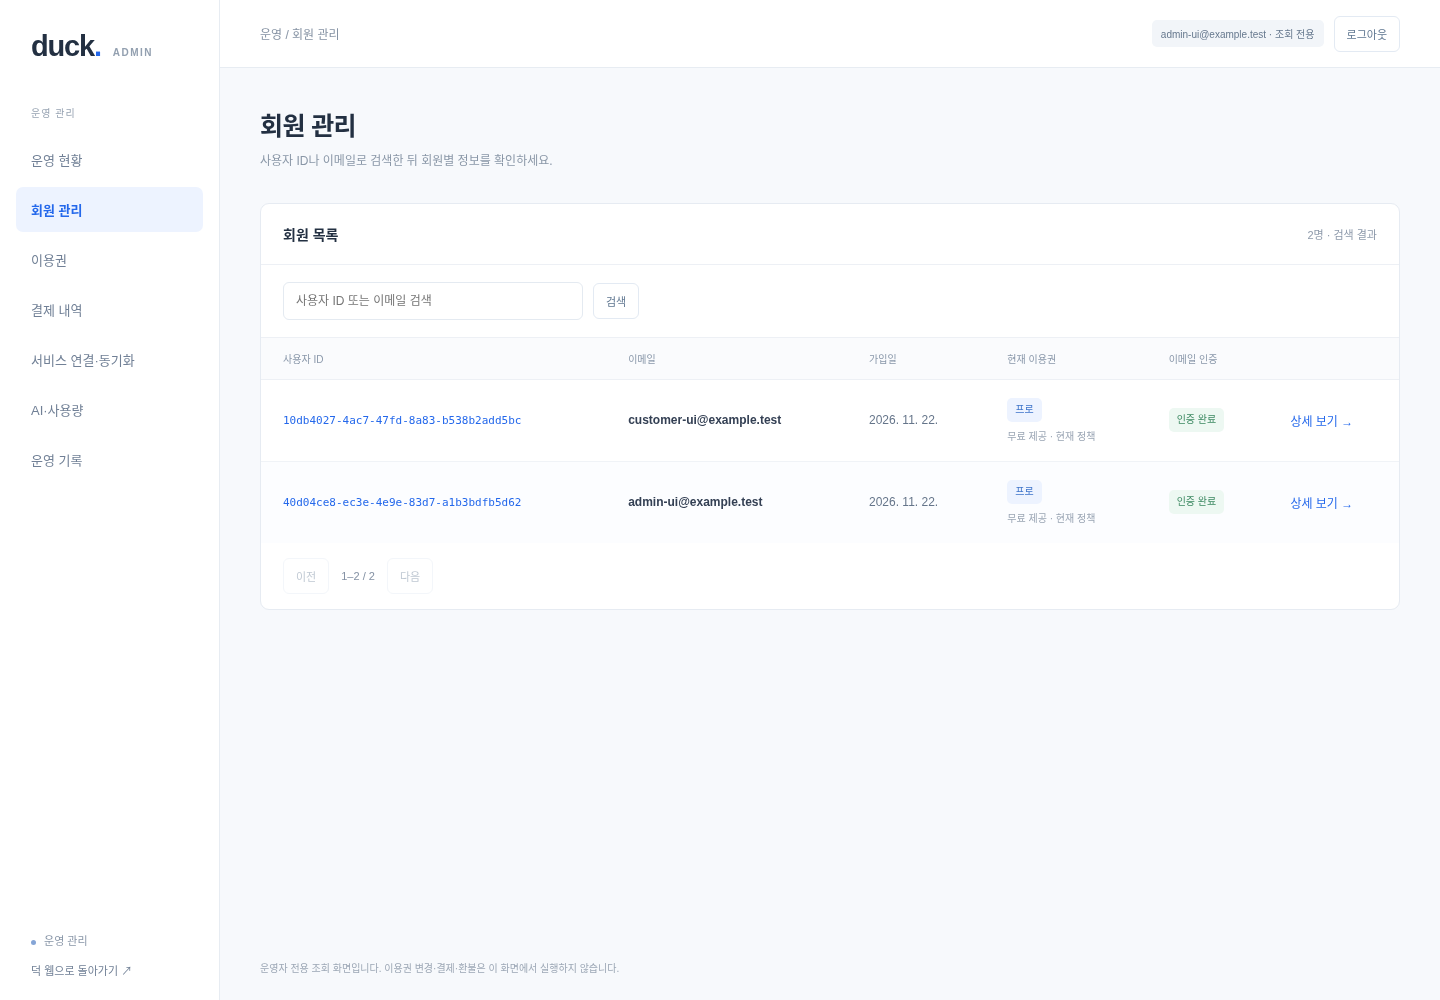 duck. ADMIN
운영 관리
운영 현황
회원 관리
이용권
결제 내역
서비스 연결·동기화
AI·사용량
운영 기록
운영 관리
덕 웹으로 돌아가기 ↗
운영 / 회원 관리
admin-ui@example.test · 조회 전용
로그아웃
회원 관리
사용자 ID나 이메일로 검색한 뒤 회원별 정보를 확인하세요.
회원 목록
2명 · 검색 결과
사용자 ID 또는 이메일 검색
검색
사용자 ID 이메일 가입일 현재 이용권 이메일 인증
10db4027-4ac7-47fd-8a83-b538b2add5bc customer-ui@example.test 2026. 11. 22. 프로 인증 완료 상세 보기 →
무료 제공 · 현재 정책
40d04ce8-ec3e-4e9e-83d7-a1b3bdfb5d62 admin-ui@example.test 2026. 11. 22. 프로 인증 완료 상세 보기 →
무료 제공 · 현재 정책
이전 1–2 / 2 다음
운영자 전용 조회 화면입니다. 이용권 변경·결제·환불은 이 화면에서 실행하지 않습니다.